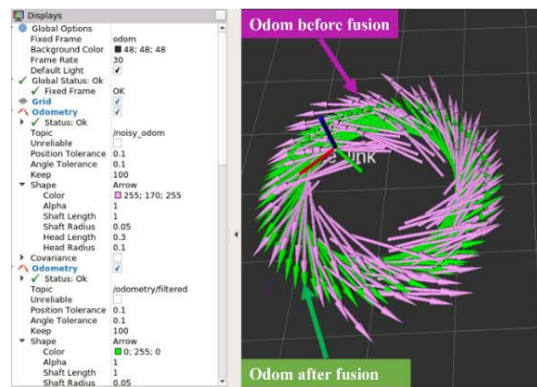 Displays
Global Options
Fixed Frame odom
Background Color 48; 48; 48
Frame Rate 30
Default Light ✓
Global Status: Ok
Fixed Frame OK
Grid
Odometry
Status: Ok
Topic /noisy_odom
Unreliable
Position Tolerance 0.1
Angle Tolerance 0.1
Keep 100
Shape Arrow
Color 255; 170; 255
Alpha 1
Shaft Length 1
Shaft Radius 0.05
Head Length 0.3
Head Radius 0.1
Covariance
Odometry
Status: Ok
Topic /odometry/filtered
Unreliable
Position Tolerance 0.1
Angle Tolerance 0.1
Keep 100
Shape Arrow
Color 0; 255; 0
Alpha 1
Shaft Length 1
Shaft Radius 0.05
Odom before fusion
Odom after fusion